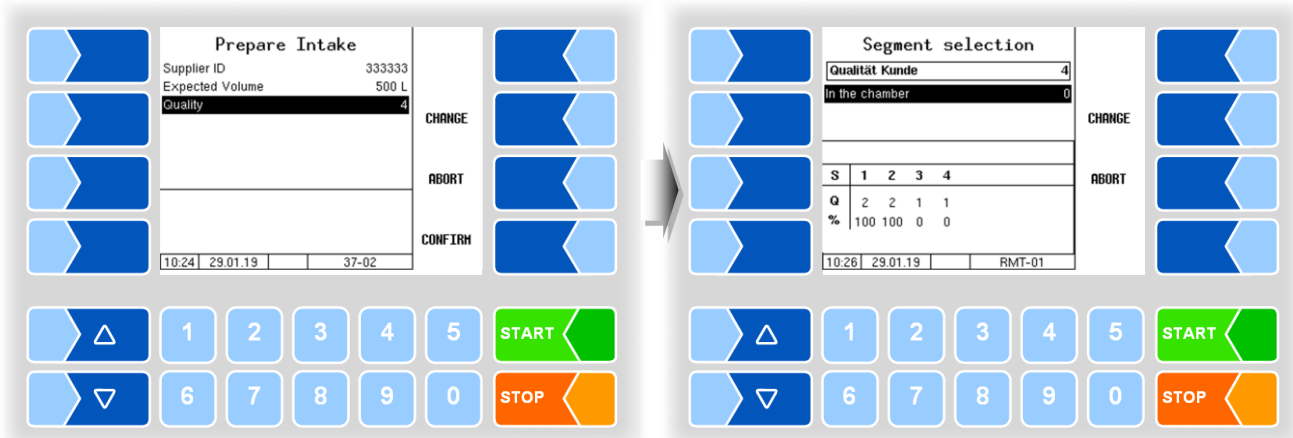 Prepare Intake
Supplier ID 333333
Expected Volume 500 L
Quality 4
CHANGE
ABORT
CONFIRM
10:24 29.01.19 37-02
1 2 3 4 5 START
6 7 8 9 0 STOP
Segment selection
Qualität Kunde 4
In the chamber 0
CHANGE
ABORT
S 1 2 3 4
Q 2 2 1 1
% 100 100 0 0
10:26 29.01.19 RMT-01
1 2 3 4 5 START
6 7 8 9 0 STOP